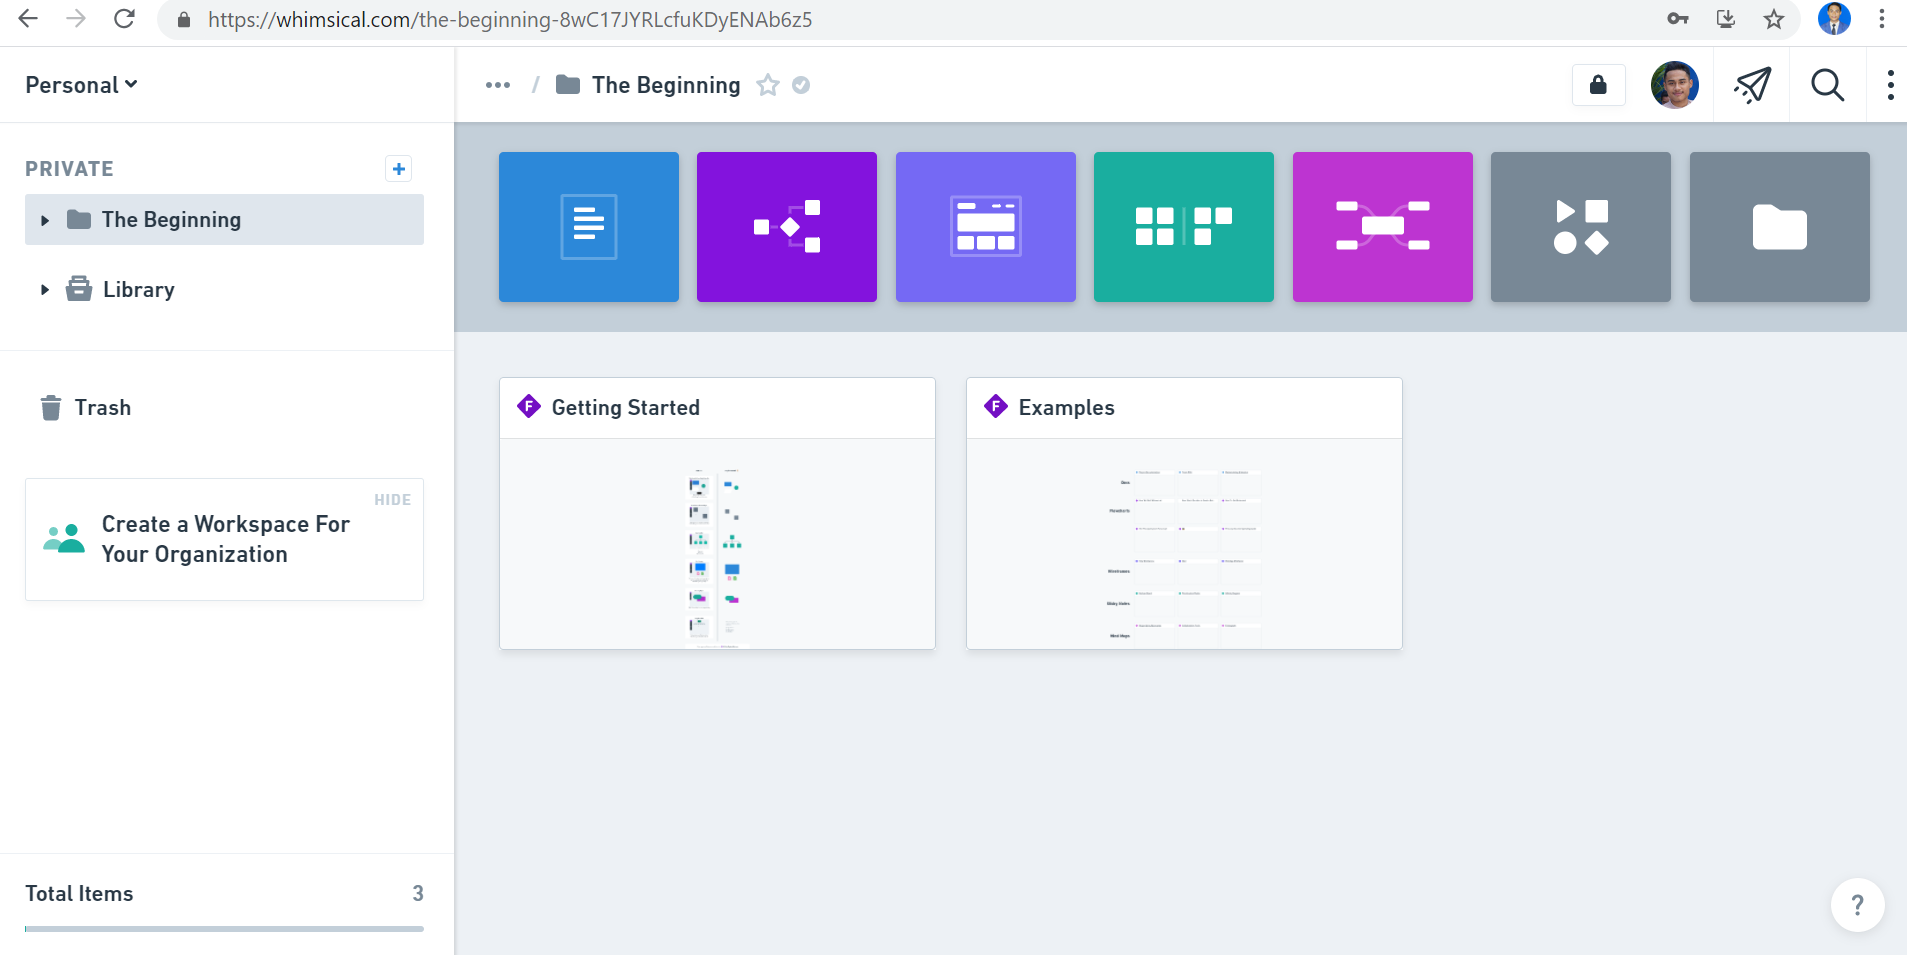 https://whimsical.com/the-beginning-8wC17JYRLcfuKDyENAb6z5
Personal
The Beginning
PRIVATE
The Beginning
Library
Trash
HIDE
Create a Workspace For
Your Organization
Getting Started
F
Examples
F
Total Items 3
?